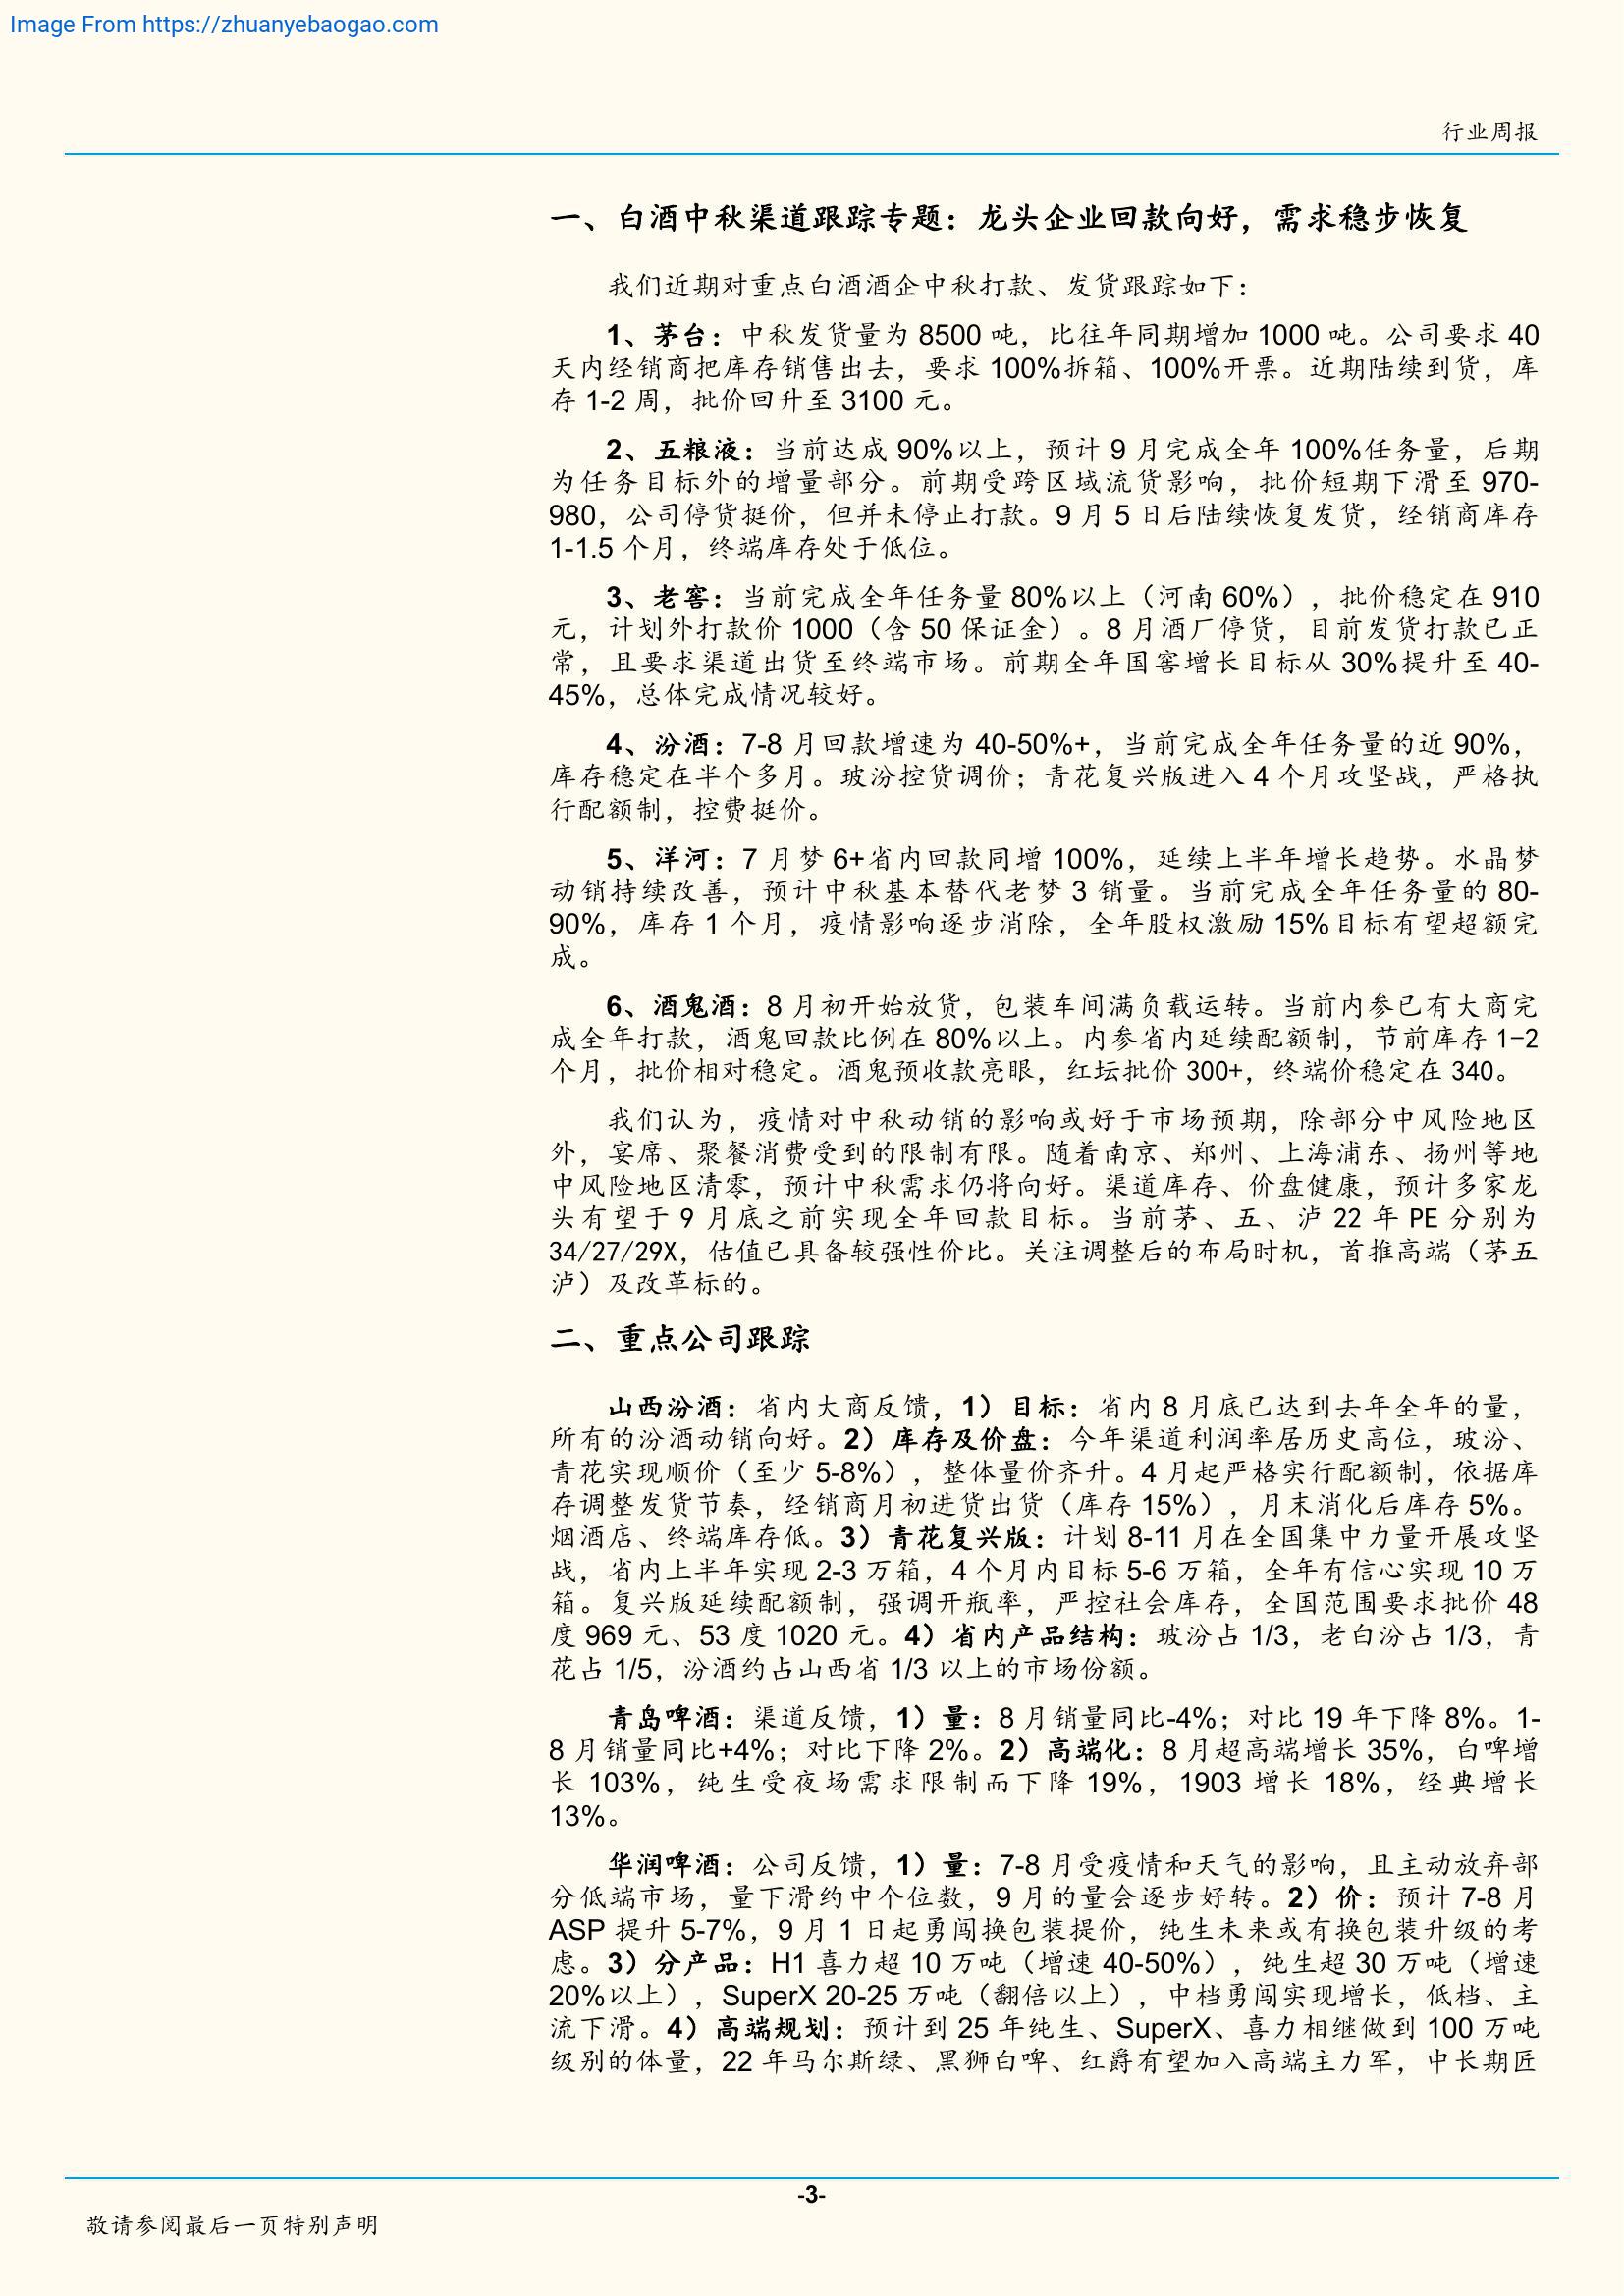 Image From https://zhuanyebaogao.com
行业周报
一、白酒中秋渠道跟踪专题：龙头企业回款向好，需求稳步恢复
我们近期对重点白酒酒企中秋打款、发货跟踪如下：
1、茅台：中秋发货量为 8500 吨，比往年同期增加 1000 吨。公司要求 40
天内经销商把库存销售出去，要求 100%拆箱、100%开票。近期陆续到货，库
存 1-2 周，批价回升至 3100 元。
2、五粮液：当前达成 90%以上，预计 9 月完成全年 100%任务量，后期
为任务目标外的增量部分。前期受跨区域流货影响，批价短期下滑至 970-
980，公司停货挺价，但并未停止打款。9 月 5 日后陆续恢复发货，经销商库存
1-1.5 个月，终端库存处于低位。
3、老窖：当前完成全年任务量 80%以上（河南 60%），批价稳定在 910
元，计划外打款价 1000（含 50 保证金）。8 月酒厂停货，目前发货打款已正
常，且要求渠道出货至终端市场。前期全年国窖增长目标从 30%提升至 40-
45%，总体完成情况较好。
4、汾酒：7-8 月回款增速为 40-50%+，当前完成全年任务量的近 90%，
库存稳定在半个多月。玻汾控货调价；青花复兴版进入 4 个月攻坚战，严格执
行配额制，控费挺价。
5、洋河：7 月梦 6+省内回款同增 100%，延续上半年增长趋势。水晶梦
动销持续改善，预计中秋基本替代老梦 3 销量。当前完成全年任务量的 80-
90%，库存 1 个月，疫情影响逐步消除，全年股权激励 15%目标有望超额完
成。
6、酒鬼酒：8 月初开始放货，包装车间满负载运转。当前内参已有大商完
成全年打款，酒鬼回款比例在 80%以上。内参省内延续配额制，节前库存 1-2
个月，批价相对稳定。酒鬼预收款亮眼，红坛批价 300+，终端价稳定在 340。
我们认为，疫情对中秋动销的影响或好于市场预期，除部分中风险地区
外，宴席、聚餐消费受到的限制有限。随着南京、郑州、上海浦东、扬州等地
中风险地区清零，预计中秋需求仍将向好。渠道库存、价盘健康，预计多家龙
头有望于 9 月底之前实现全年回款目标。当前茅、五、泸 22 年 PE 分别为
34/27/29X，估值已具备较强性价比。关注调整后的布局时机，首推高端（茅五
泸）及改革标的。
二、重点公司跟踪
山西汾酒：省内大商反馈，1）目标：省内 8 月底已达到去年全年的量，
所有的汾酒动销向好。2）库存及价盘：今年渠道利润率居历史高位，玻汾、
青花实现顺价（至少 5-8%），整体量价齐升。4 月起严格实行配额制，依据库
存调整发货节奏，经销商月初进货出货（库存 15%），月末消化后库存 5%。
烟酒店、终端库存低。3）青花复兴版：计划 8-11 月在全国集中力量开展攻坚
战，省内上半年实现 2-3 万箱，4 个月内目标 5-6 万箱，全年有信心实现 10 万
箱。复兴版延续配额制，强调开瓶率，严控社会库存，全国范围要求批价 48
度 969 元、53 度 1020 元。4）省内产品结构：玻汾占 1/3，老白汾占 1/3，青
花占 1/5，汾酒约占山西省 1/3 以上的市场份额。
青岛啤酒：渠道反馈，1）量：8 月销量同比-4%；对比 19 年下降 8%。1-
8 月销量同比+4%；对比下降 2%。2）高端化：8 月超高端增长 35%，白啤增
长 103%，纯生受夜场需求限制而下降 19%，1903 增长 18%，经典增长
13%。
华润啤酒：公司反馈，1）量：7-8 月受疫情和天气的影响，且主动放弃部
分低端市场，量下滑约中个位数，9 月的量会逐步好转。2）价：预计 7-8 月
ASP 提升 5-7%，9 月 1 日起勇闯换包装提价，纯生未来或有换包装升级的考
虑。3）分产品：H1 喜力超 10 万吨（增速 40-50%），纯生超 30 万吨（增速
20%以上），SuperX 20-25 万吨（翻倍以上），中档勇闯实现增长，低档、主
流下滑。4）高端规划：预计到 25 年纯生、SuperX、喜力相继做到 100 万吨
级别的体量，22 年马尔斯绿、黑狮白啤、红爵有望加入高端主力军，中长期匠
-3-
敬请参阅最后一页特别声明